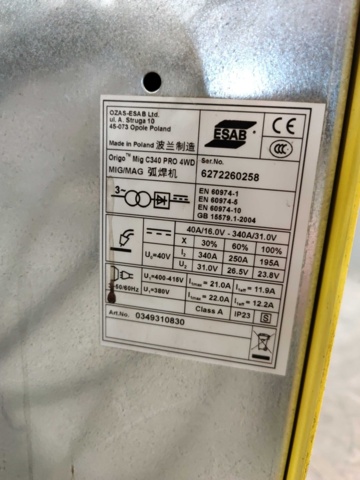 OZAS-ESAB Ltd.
ul. A. Struga 10
45-073 Opole Poland
Made in Poland 波兰制造
ESAB
CE
CCC
Origo™ Mig C340 PRO 4WD
MIG/MAG 弧焊机
Ser.No.
6272260258
3~
EN 60974-1
EN 60974-5
EN 60974-10
GB 15579.1-2004
40A/16.0V - 340A/31.0V
X 30% 60% 100%
U₀=40V I₂ 340A 250A 195A
U₂ 31.0V 26.5V 23.8V
U₁=400-416V I₁max = 21.0A I₁eff = 11.9A
50/60Hz U₁=380V I₁max = 22.0A I₁eff = 12.2A
Class A IP23 S
Art.No. 0349310830